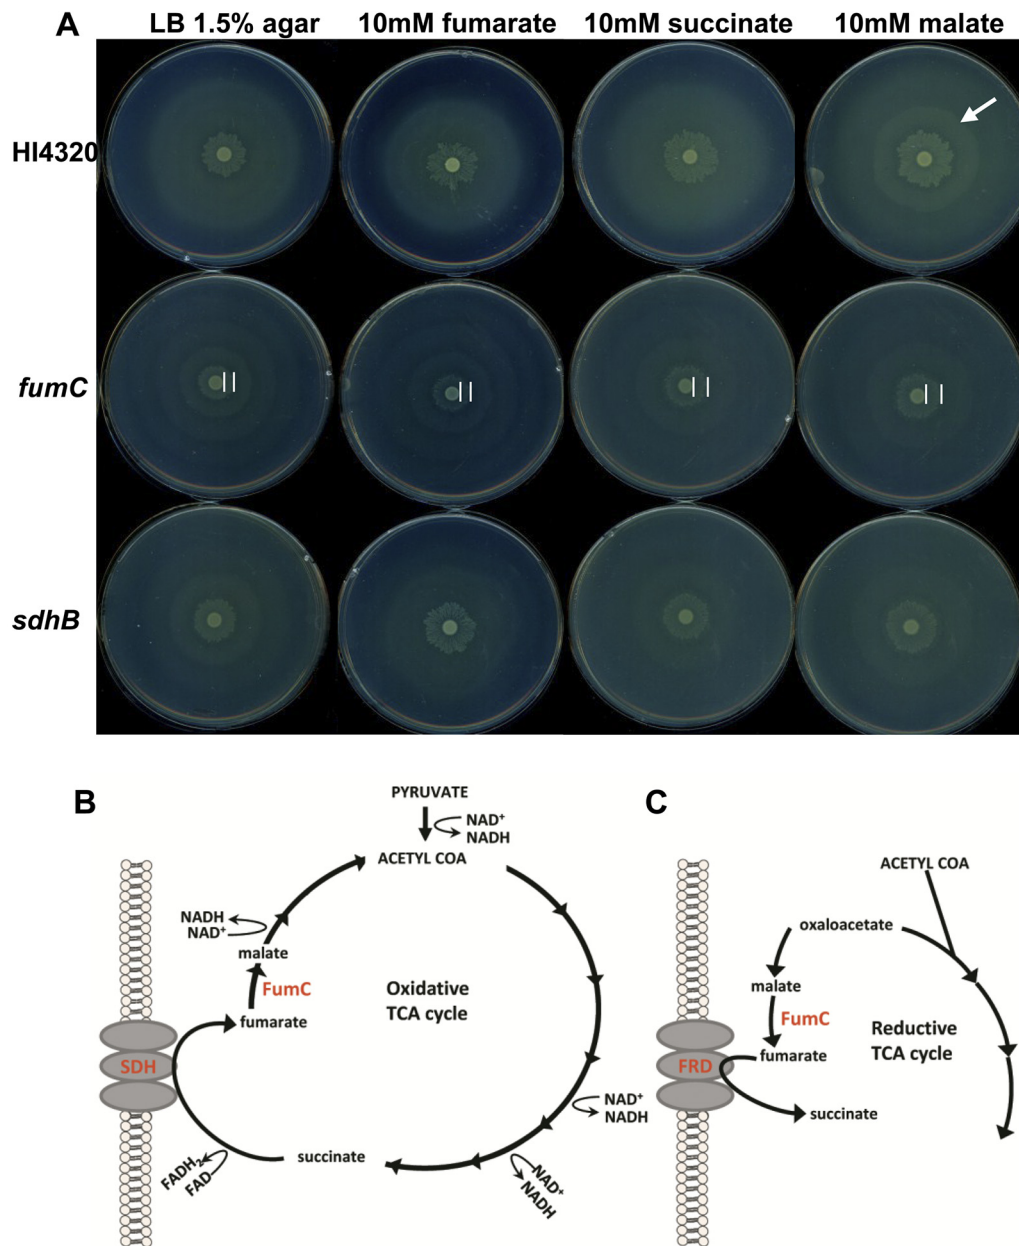 A
LB 1.5% agar 10mM fumarate 10mM succinate 10mM malate
HI4320
fumC
sdhB
B
PYRUVATE
NAD⁺
NADH
ACETYL COA
NADH
NAD⁺
malate
FumC
fumarate
Oxidative
TCA cycle
SDH
NAD⁺
NADH
succinate
FADH₂
FAD
NAD⁺
NADH
C
ACETYL COA
oxaloacetate
malate
FumC
Reductive
TCA cycle
fumarate
FRD
succinate